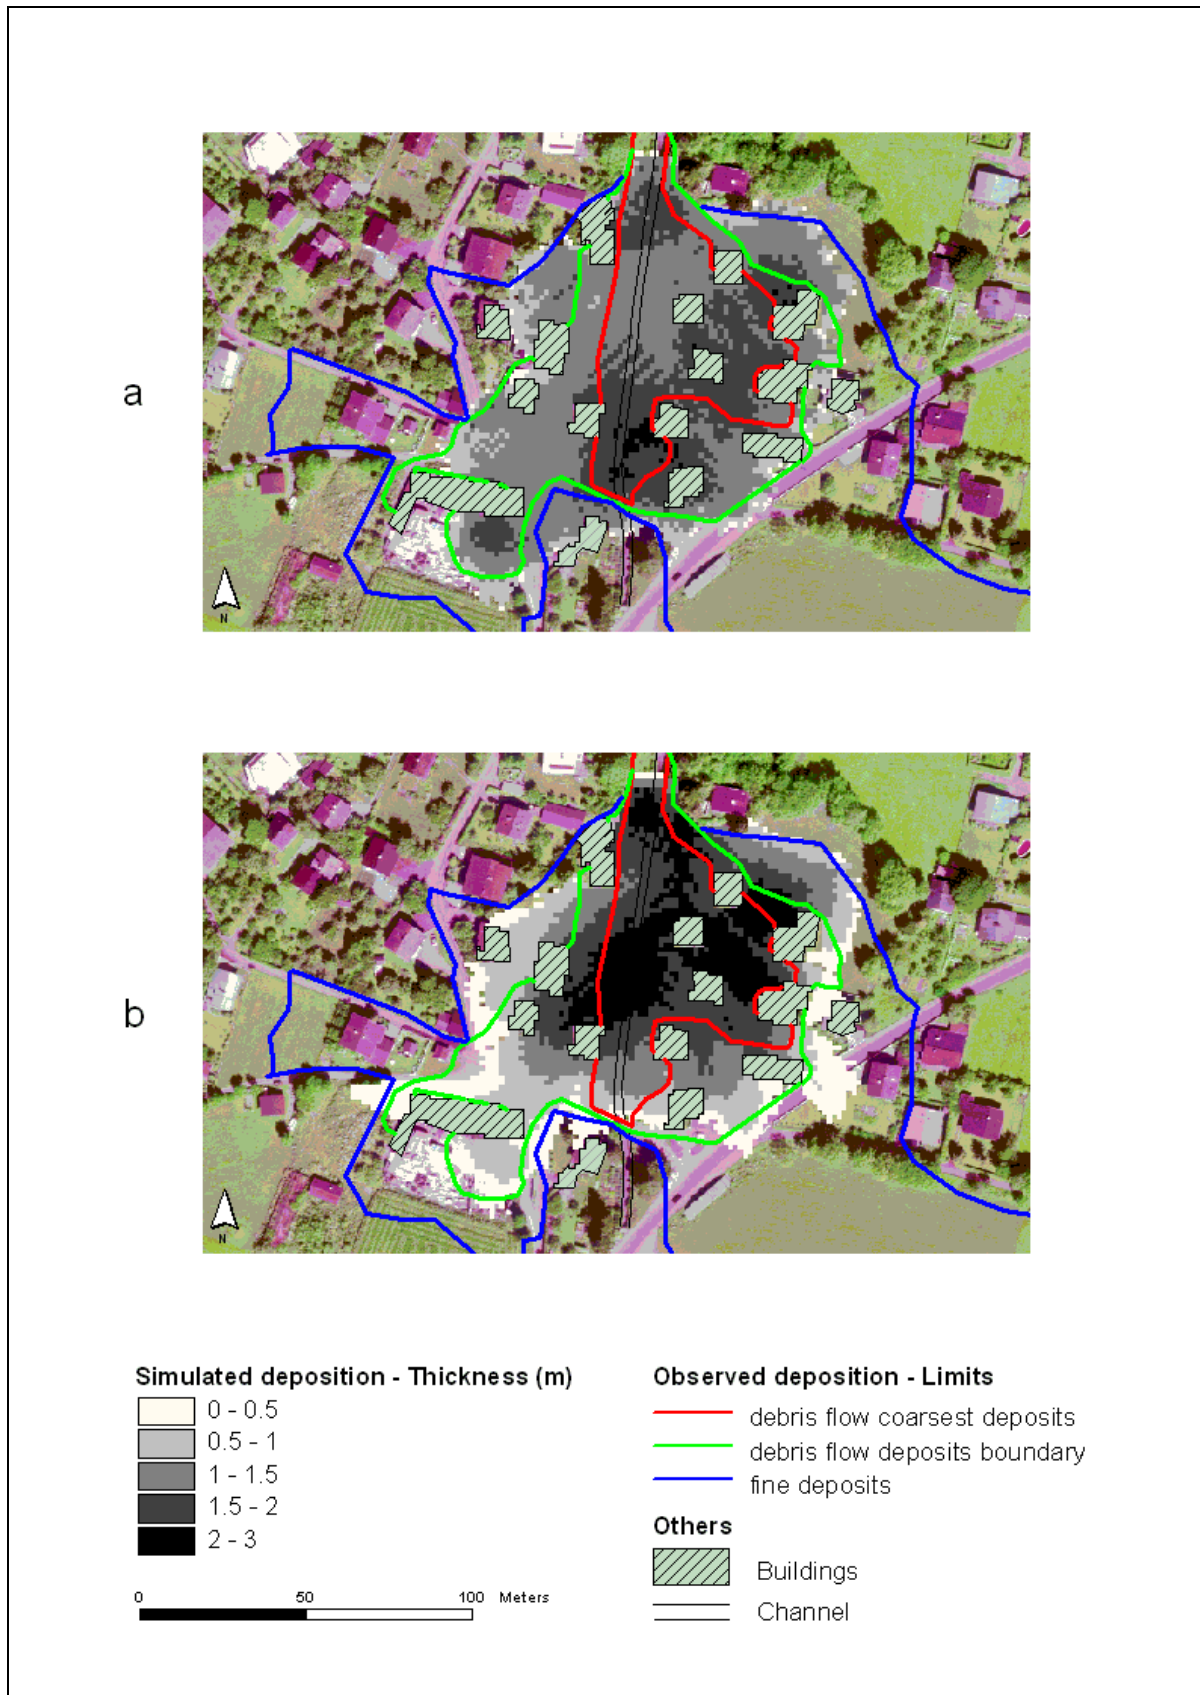 a
N
b
N
Simulated deposition - Thickness (m)
0 - 0.5
0.5 - 1
1 - 1.5
1.5 - 2
2 - 3
0 50 100 Meters
Observed deposition - Limits
debris flow coarsest deposits
debris flow deposits boundary
fine deposits
Others
Buildings
Channel